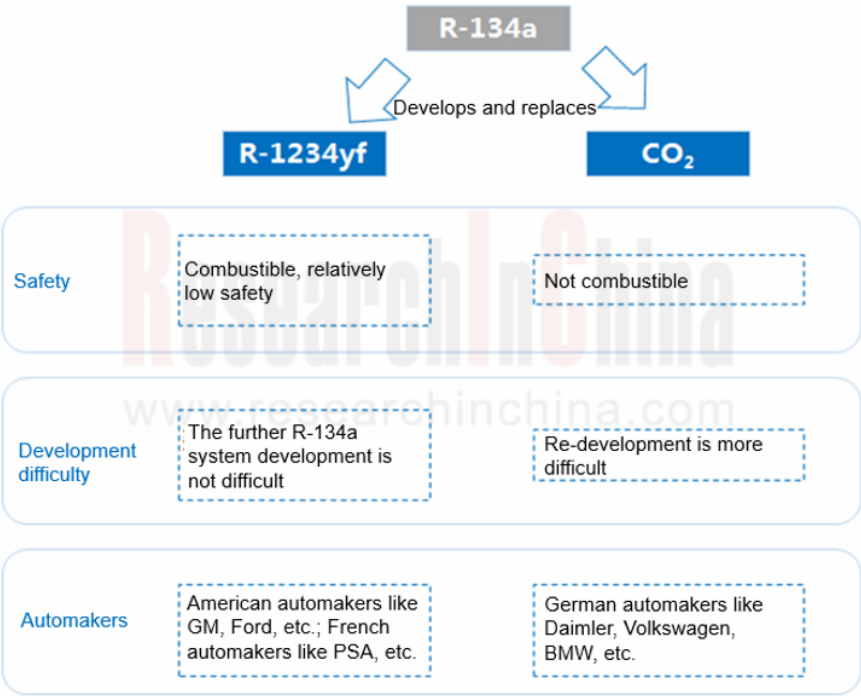 R-134a
Develops and replaces
R-1234yf
CO₂
ResearchInChina
www.researchinchina.com
Safety
Combustible, relatively
low safety
Not combustible
Development
difficulty
The further R-134a
system development is
not difficult
Re-development is more
difficult
Automakers
American automakers like
GM, Ford, etc.; French
automakers like PSA, etc.
German automakers like
Daimler, Volkswagen,
BMW, etc.